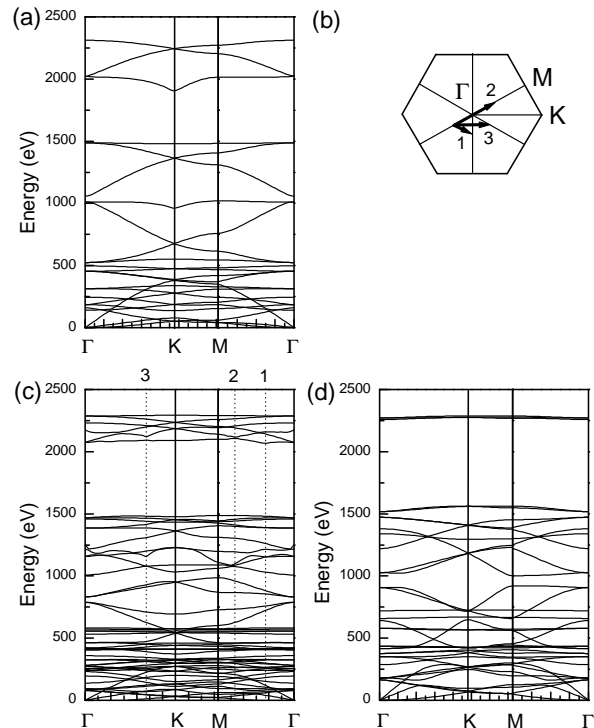 (a)
2500
2000
1500
1000
500
0
Energy (eV)
Γ K M Γ
(b)
Γ
M
K
2
1
3
(c)
3 2 1
2500
2000
1500
1000
500
0
Energy (eV)
Γ K M Γ
(d)
2500
2000
1500
1000
500
0
Energy (eV)
Γ K M Γ